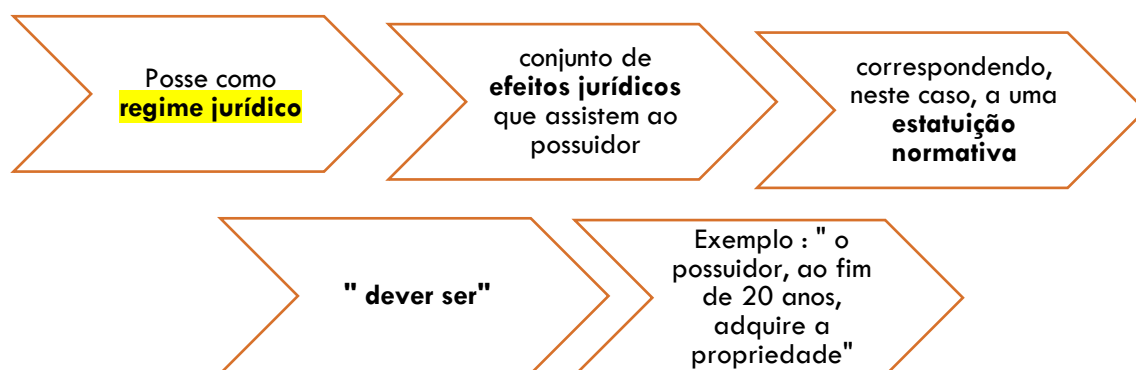 Posse como
regime jurídico
conjunto de
efeitos jurídicos
que assistem ao
possuidor
correspondendo,
neste caso, a uma
estatuição
normativa
" dever ser"
Exemplo : " o
possuidor, ao fim
de 20 anos,
adquire a
propriedade"